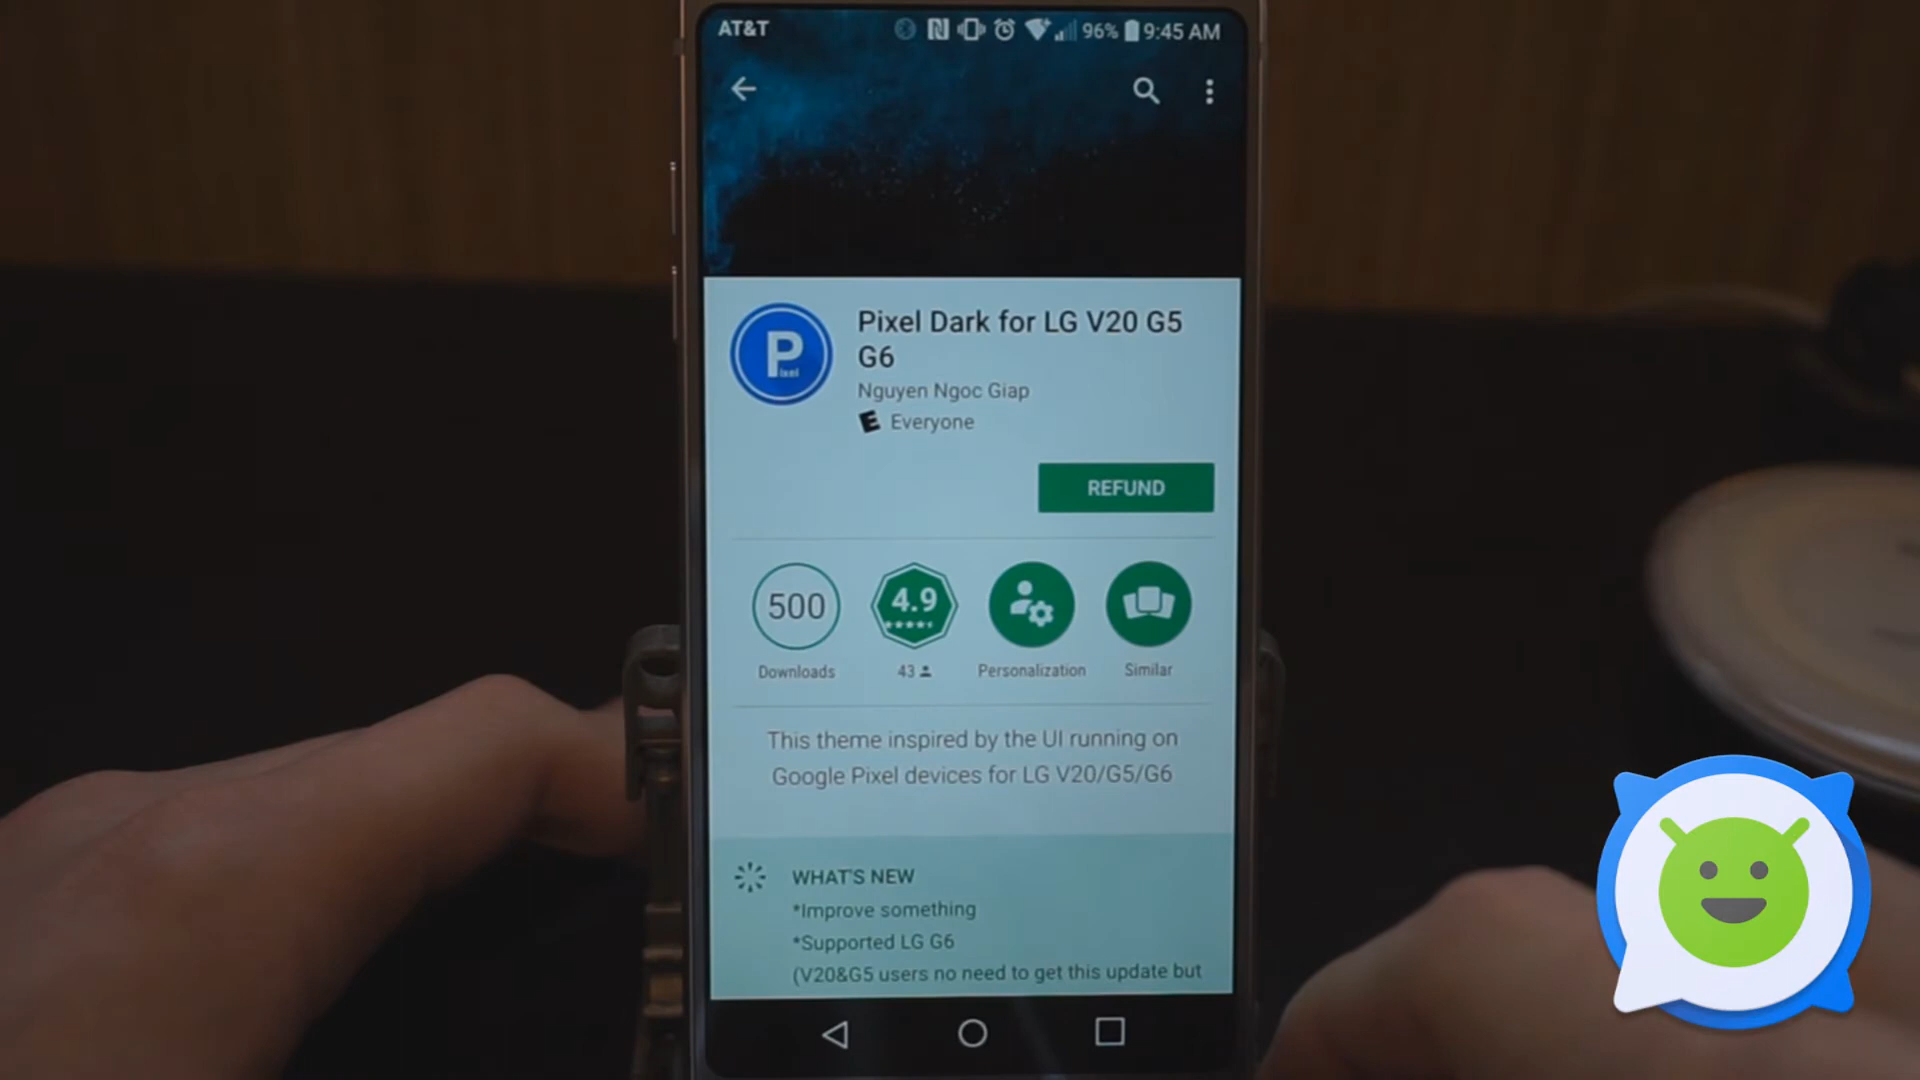 AT&T
96% 9:45 AM
Pixel Dark for LG V20 G5
G6
Nguyen Ngoc Giap
E Everyone
REFUND
500
4.9
Downloads
43
Personalization
Similar
This theme inspired by the UI running on
Google Pixel devices for LG V20/G5/G6
WHAT'S NEW
*Improve something
*Supported LG G6
(V20&G5 users no need to get this update but
P
ixel